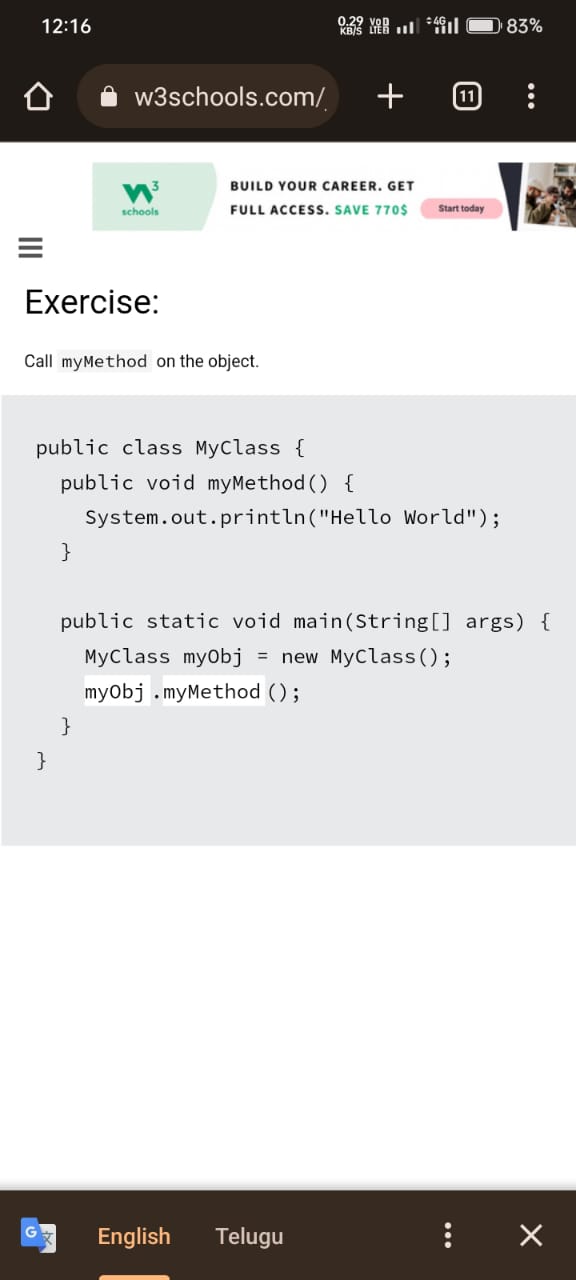 12:16
0.29 KB/S VoD LTE 4G 83%
w3schools.com/
11
w3 schools
BUILD YOUR CAREER. GET
FULL ACCESS. SAVE 770$
Start today
Exercise:
Call myMethod on the object.
public class MyClass {
public void myMethod() {
System.out.println("Hello World");
}
public static void main(String[] args) {
MyClass myObj = new MyClass();
myObj.myMethod();
}
}
G 文 English Telugu